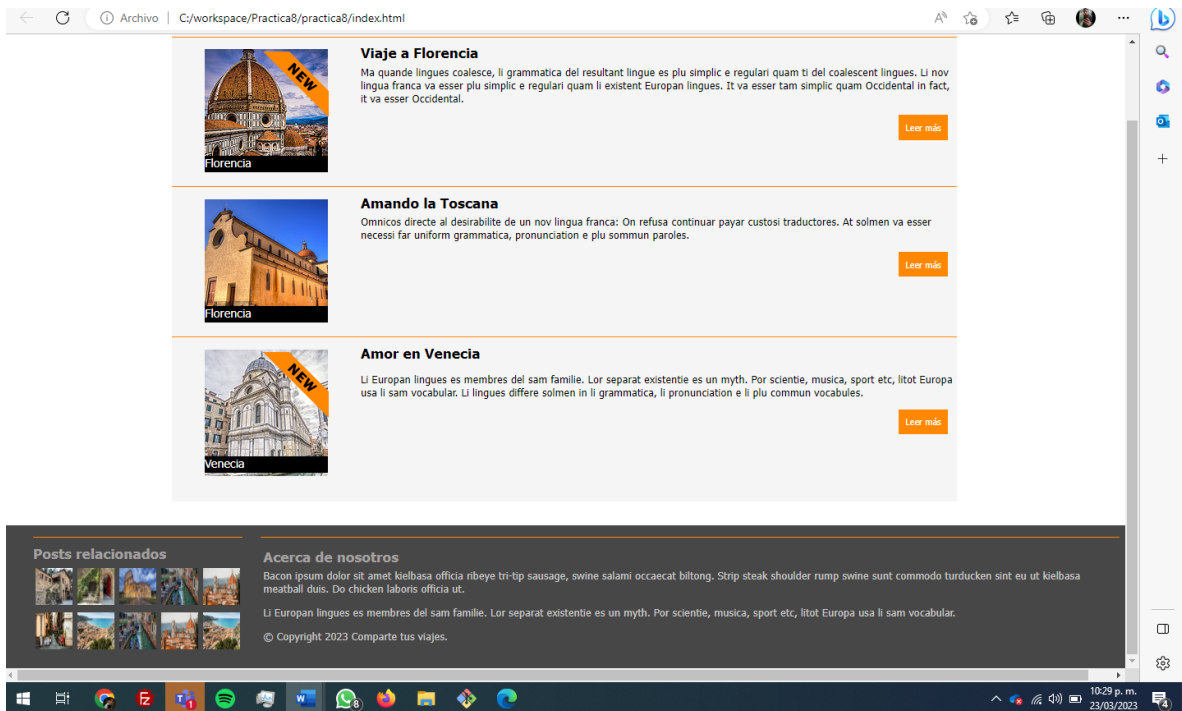 Archivo
C:/workspace/Practica8/practica8/index.html
NEW
Florencia
Viaje a Florencia
Ma quande lingues coalesce, li grammatica del resultant lingue es plu simplic e regulari quam ti del coalescent lingues. Li nov
lingua franca va esser plu simplic e regulari quam li existent Europan lingues. It va esser tam simplic quam Occidental in fact,
it va esser Occidental.
Leer más
Florencia
Amando la Toscana
Omnicos directe al desirabilite de un nov lingua franca: On refusa continuar payar custosi traductores. At solmen va esser
necessi far uniform grammatica, pronunciation e plu sommun paroles.
Leer más
NEW
Venecia
Amor en Venecia
Li Europan lingues es membres del sam familie. Lor separat existentie es un myth. Por scientie, musica, sport etc, litot Europa
usa li sam vocabular. Li lingues differe solmen in li grammatica, li pronunciation e li plu commun vocabules.
Leer más
Posts relacionados
Acerca de nosotros
Bacon ipsum dolor sit amet kielbasa officia ribeye tri-tip sausage, swine salami occaecat biltong. Strip steak shoulder rump swine sunt commodo turducken sint eu ut kielbasa
meatball duis. Do chicken laboris officia ut.
Li Europan lingues es membres del sam familie. Lor separat existentie es un myth. Por scientie, musica, sport etc, litot Europa usa li sam vocabular.
© Copyright 2023 Comparte tus viajes.
10:29 p. m.
23/03/2023